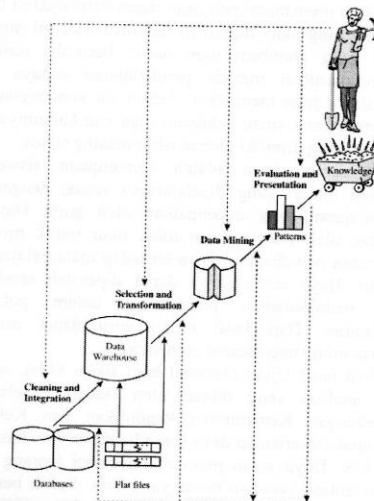 Evaluation and
Presentation
Knowledge
Data Mining
Patterns
Selection and
Transformation
Data
Warehouse
Cleaning and
Integration
Databases
Flat files